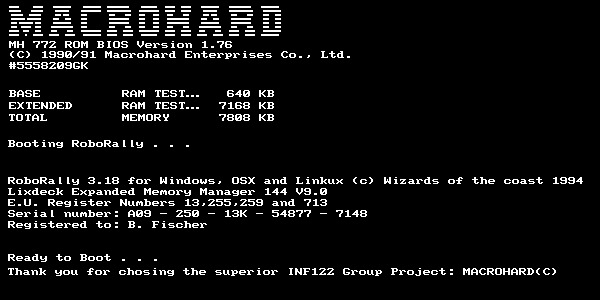 MACROHARD
MH 772 ROM BIOS Version 1.76
(C) 1990/91 Macrohard Enterprises Co., Ltd.
#5558209GK
BASE RAM TEST... 640 KB
EXTENDED RAM TEST... 7168 KB
TOTAL MEMORY 7808 KB
Booting RoboRally . . .
RoboRally 3.18 for Windows, OSX and Linkux (c) Wizards of the coast 1994
Lixdeck Expanded Memory Manager 144 V9.0
E.U. Register Numbers 13,255,259 and 713
Serial number: A09 - 250 - 13K - 54877 - 7148
Registered to: B. Fischer
Ready to Boot . . .
Thank you for chosing the superior INF122 Group Project: MACROHARD(C)